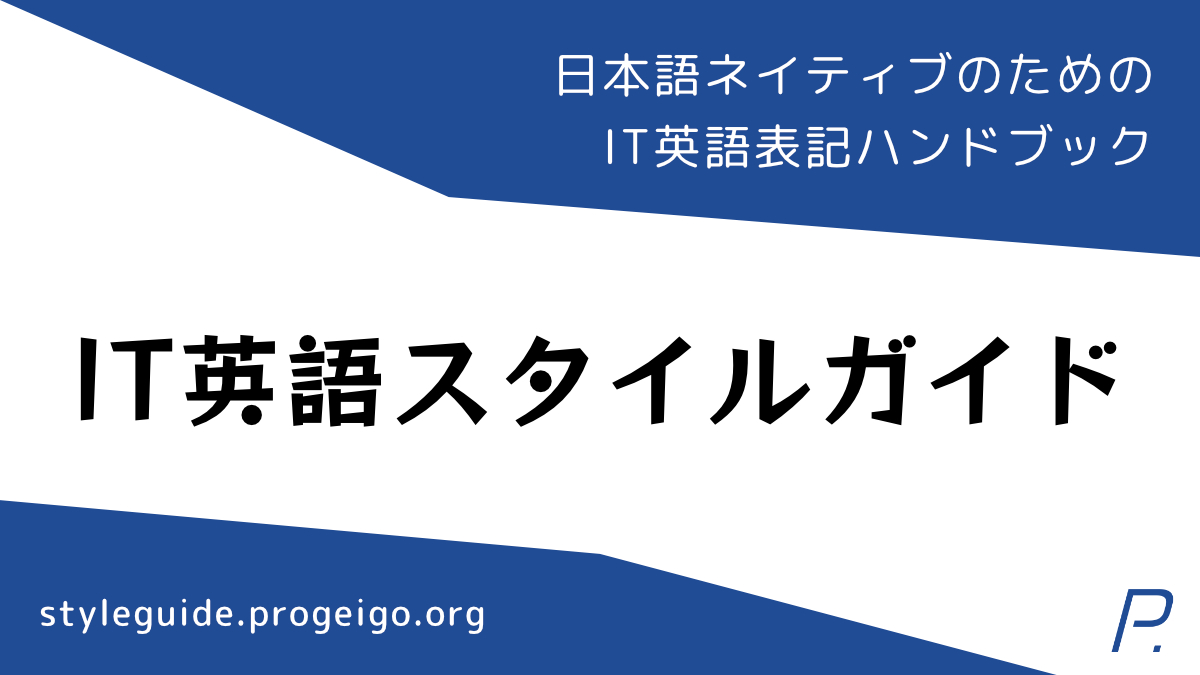 日本語ネイティブのための
IT英語表記ハンドブック
IT英語スタイルガイド
styleguide.progeigo.org
P.